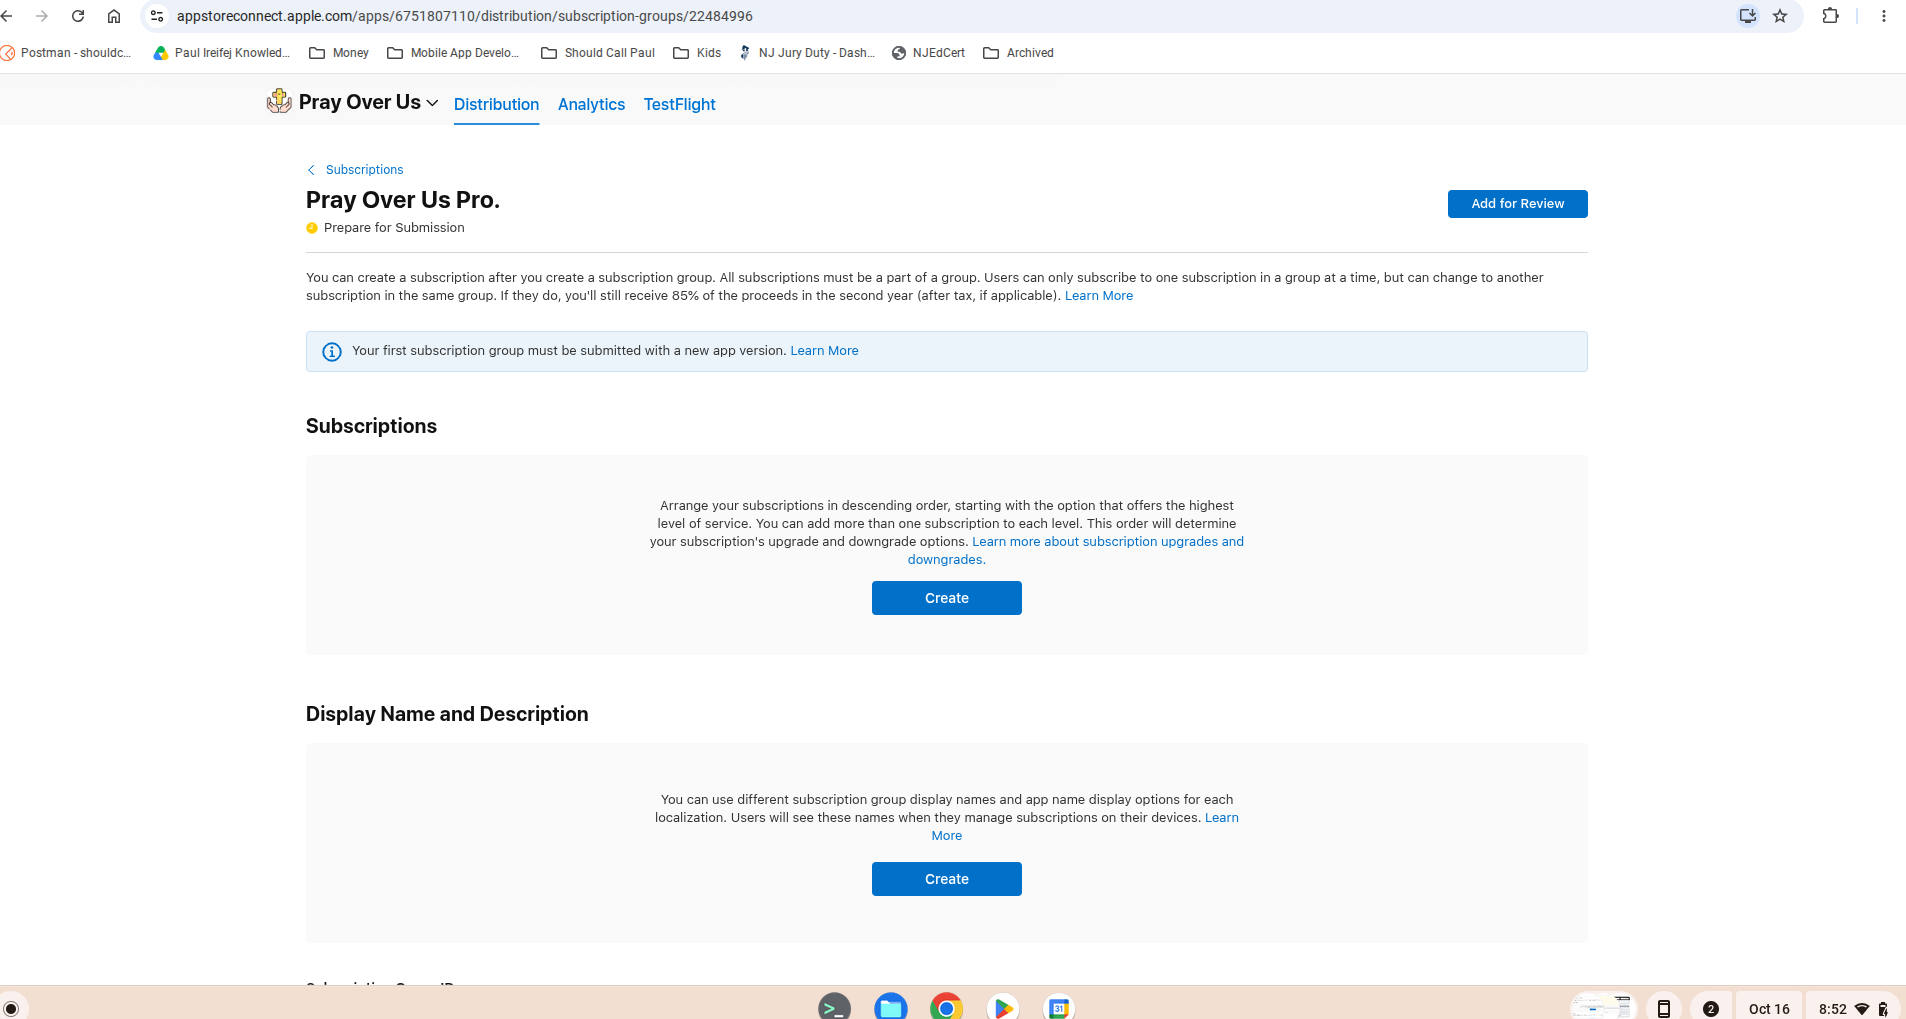 appstoreconnect.apple.com/apps/6751807110/distribution/subscription-groups/22484996
Postman - shouldc...
Paul Ireifej Knowled...
Money
Mobile App Develo...
Should Call Paul
Kids
NJ Jury Duty - Dash...
NJEdCert
Archived
Pray Over Us
Distribution
Analytics
TestFlight
Subscriptions
Pray Over Us Pro.
Add for Review
Prepare for Submission
You can create a subscription after you create a subscription group. All subscriptions must be a part of a group. Users can only subscribe to one subscription in a group at a time, but can change to another
subscription in the same group. If they do, you'll still receive 85% of the proceeds in the second year (after tax, if applicable). Learn More
Your first subscription group must be submitted with a new app version. Learn More
Subscriptions
Arrange your subscriptions in descending order, starting with the option that offers the highest
level of service. You can add more than one subscription to each level. This order will determine
your subscription's upgrade and downgrade options. Learn more about subscription upgrades and
downgrades.
Create
Display Name and Description
You can use different subscription group display names and app name display options for each
localization. Users will see these names when they manage subscriptions on their devices. Learn
More
Create
31
2
Oct 16
8:52